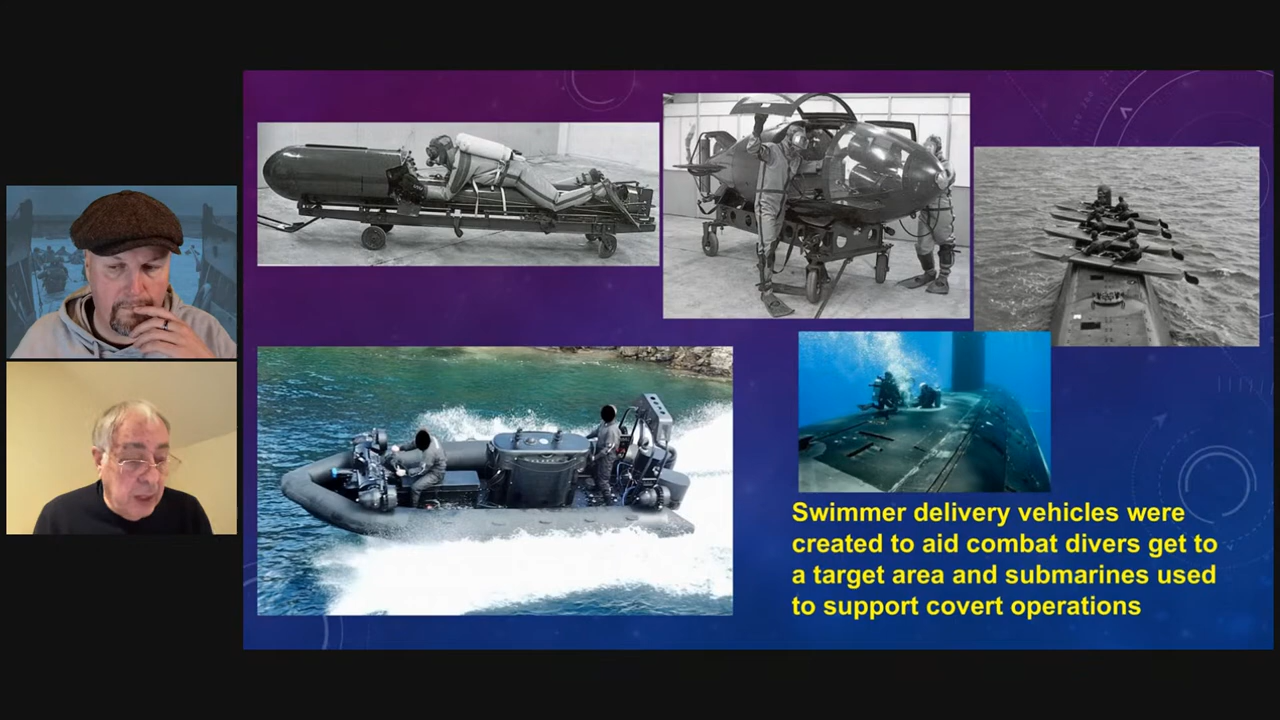 Swimmer delivery vehicles were
created to aid combat divers get to
a target area and submarines used
to support covert operations